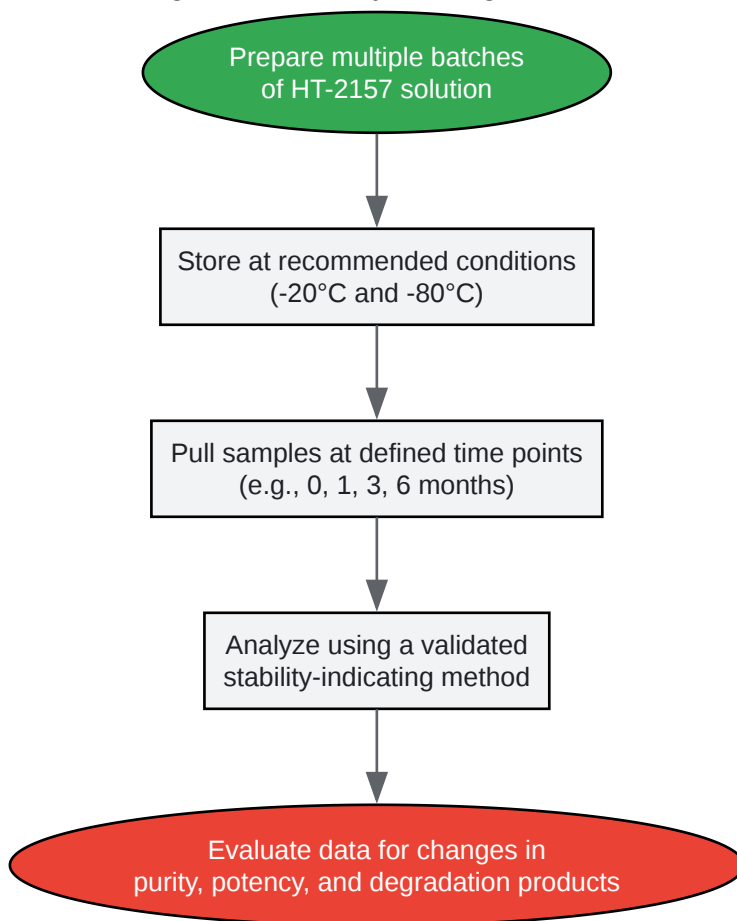 Prepare multiple batches
of HT-2157 solution
Store at recommended conditions
(-20°C and -80°C)
Pull samples at defined time points
(e.g., 0, 1, 3, 6 months)
Analyze using a validated
stability-indicating method
Evaluate data for changes in
purity, potency, and degradation products